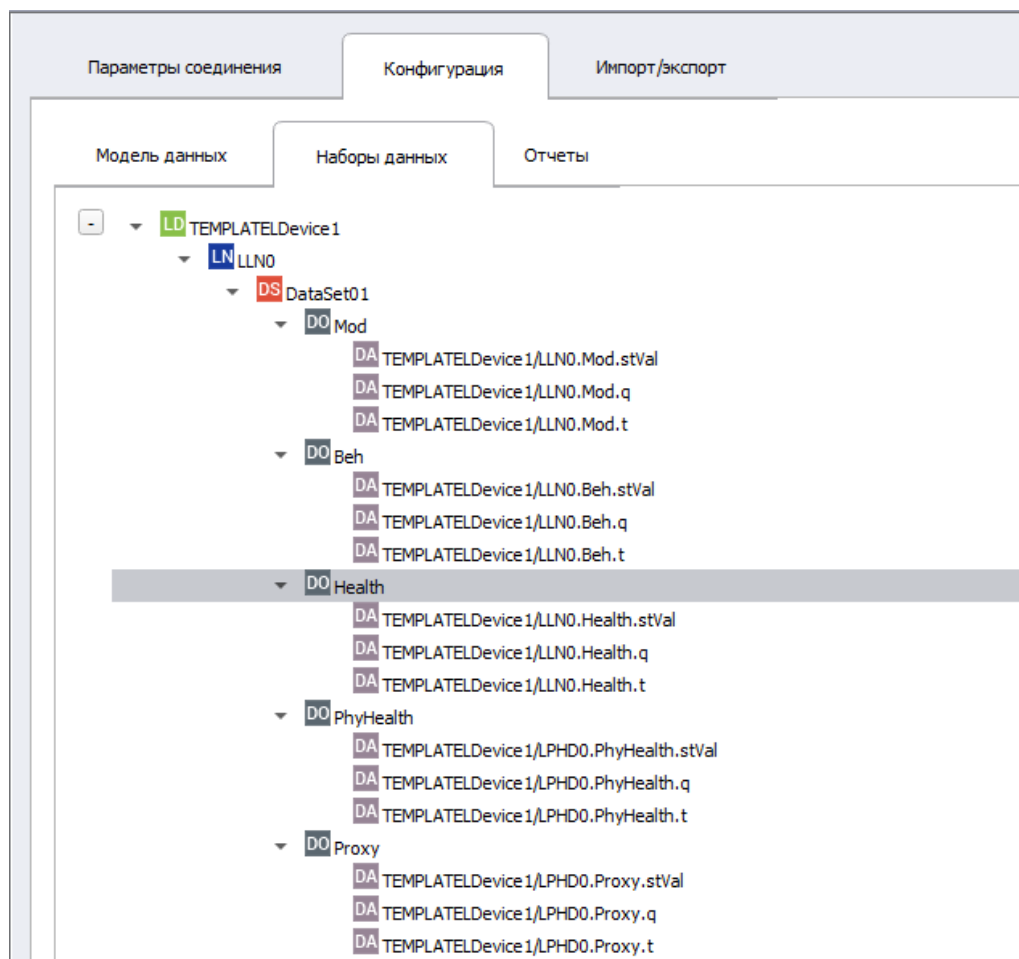 Параметры соединения Конфигурация Импорт/экспорт
Модель данных Наборы данных Отчеты
- LD TEMPLATELDevice1
LN LLN0
DS DataSet01
DO Mod
DA TEMPLATELDevice1/LLN0.Mod.stVal
DA TEMPLATELDevice1/LLN0.Mod.q
DA TEMPLATELDevice1/LLN0.Mod.t
DO Beh
DA TEMPLATELDevice1/LLN0.Beh.stVal
DA TEMPLATELDevice1/LLN0.Beh.q
DA TEMPLATELDevice1/LLN0.Beh.t
DO Health
DA TEMPLATELDevice1/LLN0.Health.stVal
DA TEMPLATELDevice1/LLN0.Health.q
DA TEMPLATELDevice1/LLN0.Health.t
DO PhyHealth
DA TEMPLATELDevice1/LPHD0.PhyHealth.stVal
DA TEMPLATELDevice1/LPHD0.PhyHealth.q
DA TEMPLATELDevice1/LPHD0.PhyHealth.t
DO Proxy
DA TEMPLATELDevice1/LPHD0.Proxy.stVal
DA TEMPLATELDevice1/LPHD0.Proxy.q
DA TEMPLATELDevice1/LPHD0.Proxy.t